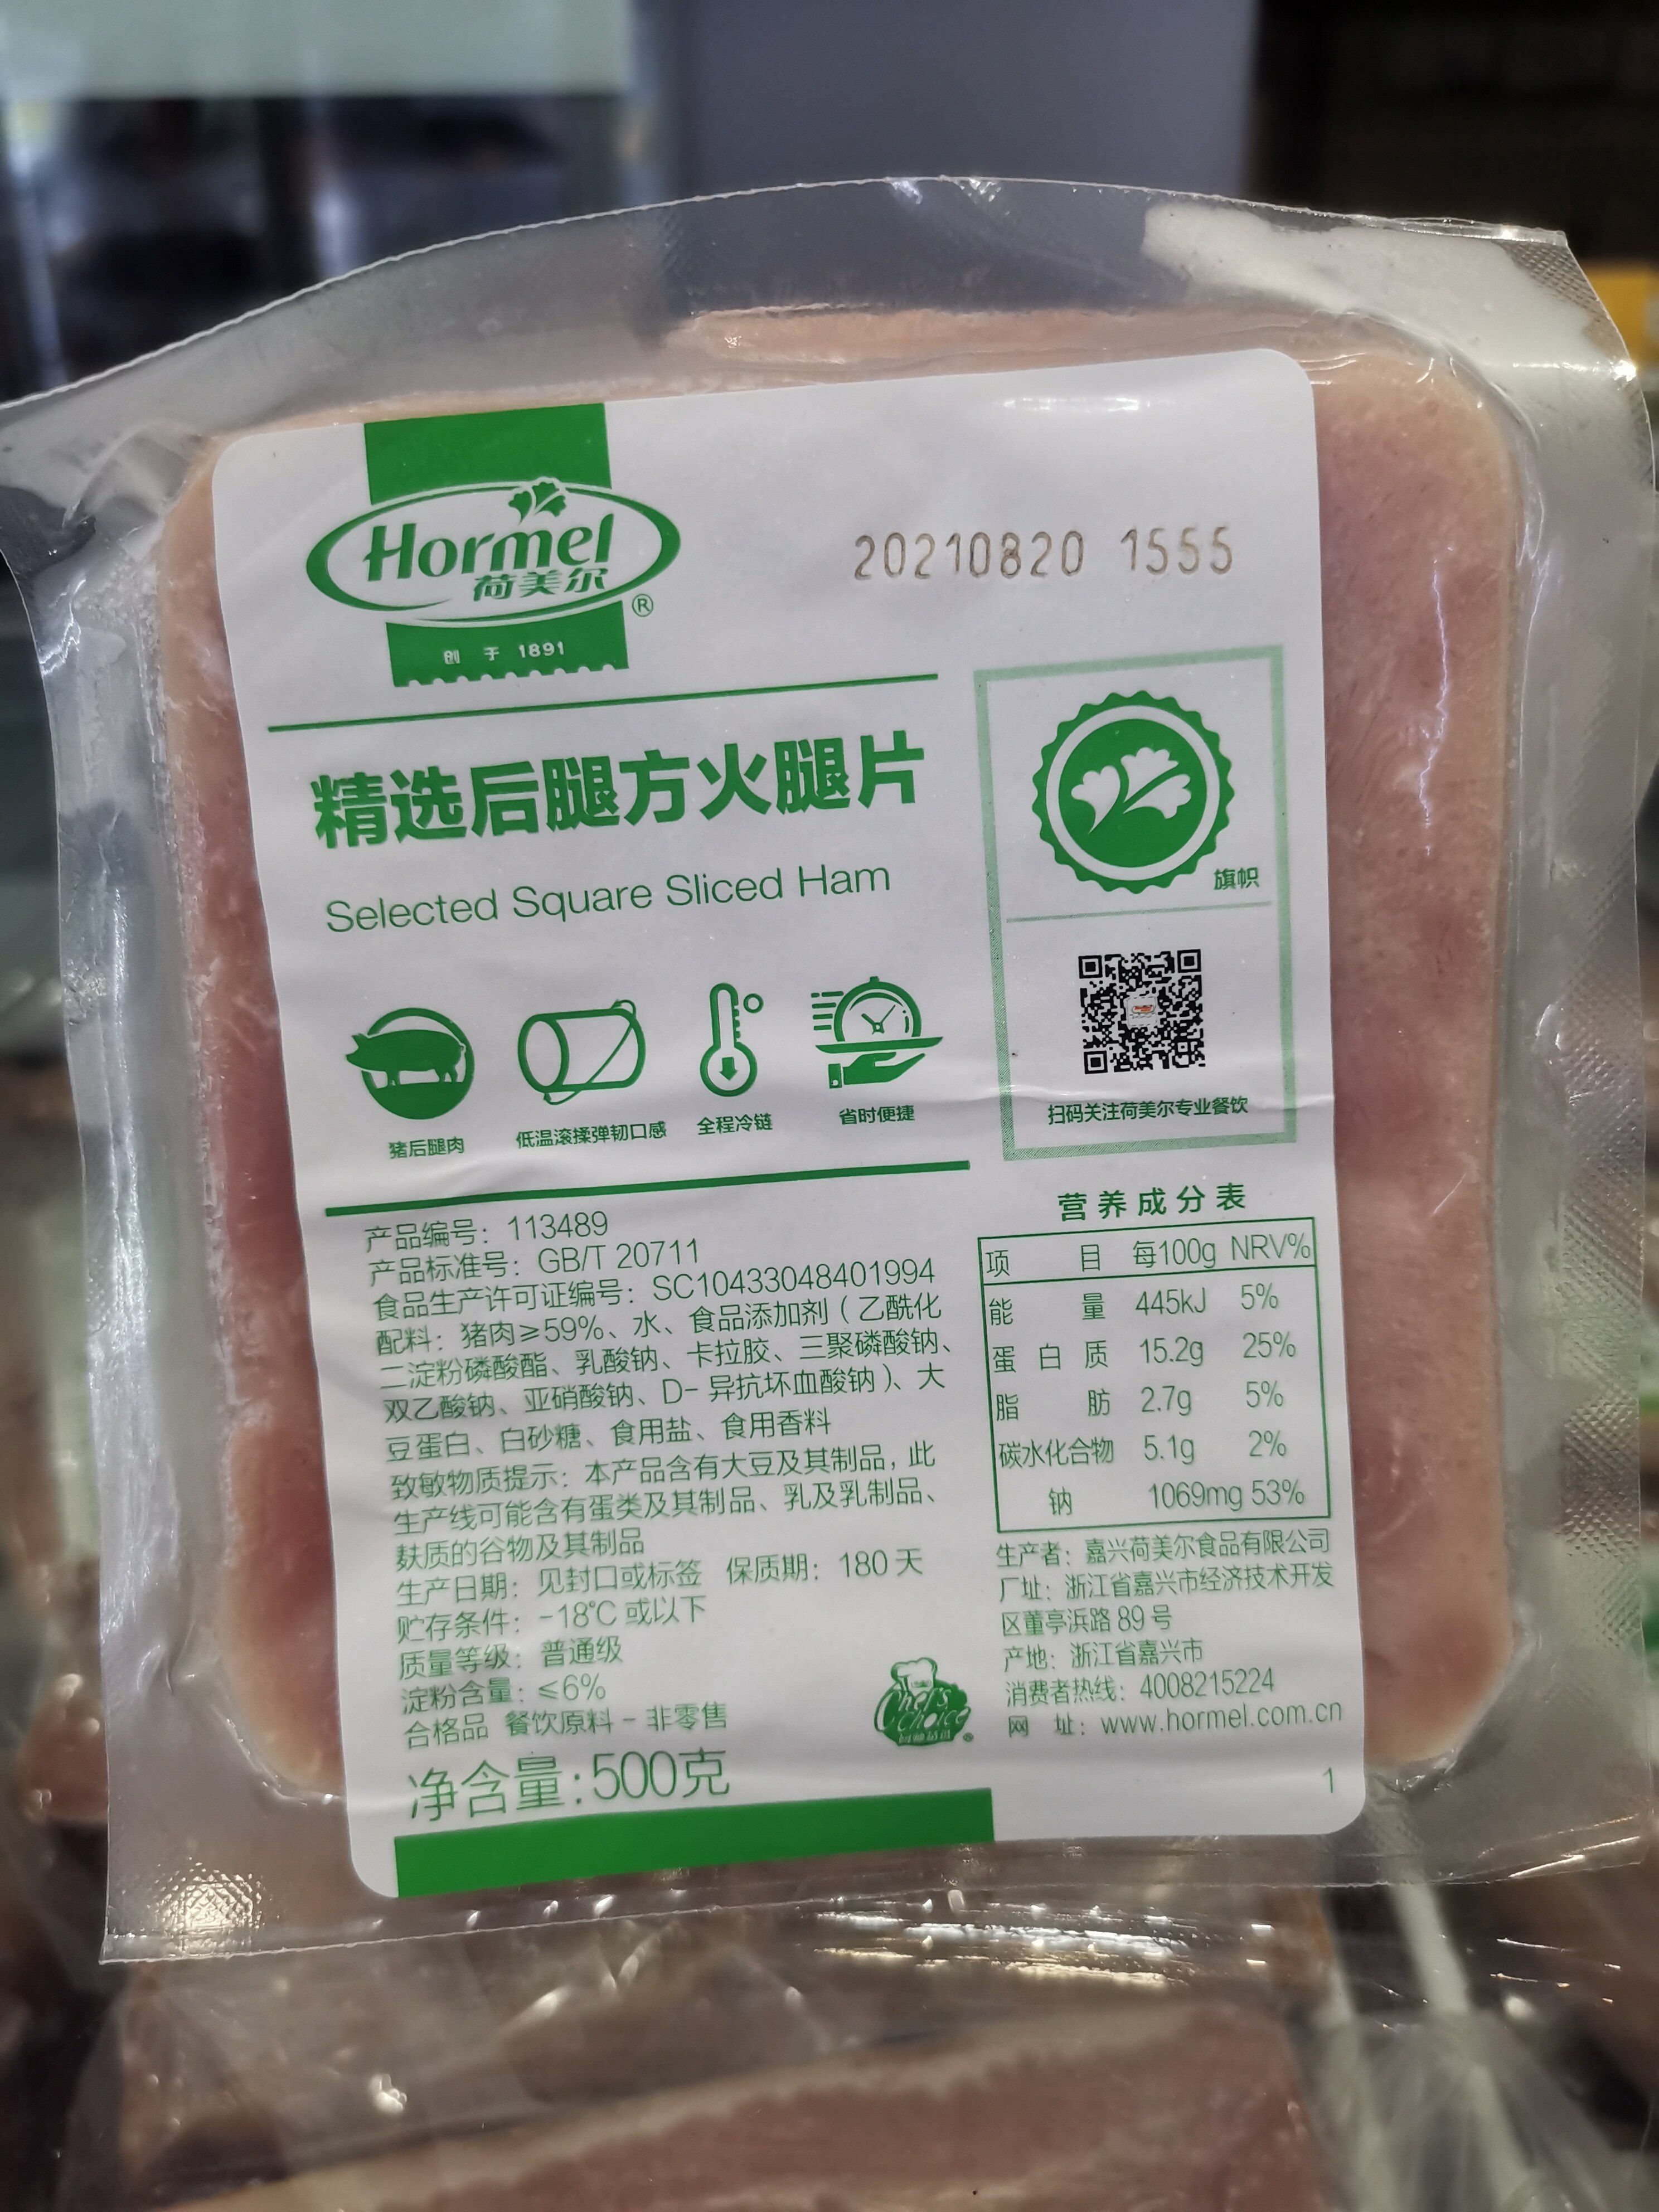 Hormel
荷美尔
®
创于1891
20210820 1555
精选后腿方火腿片
Selected Square Sliced Ham
猪后腿肉
低温滚揉弹韧口感
全程冷链
省时便捷
旗帜
扫码关注荷美尔专业餐饮
产品编号：113489
产品标准号：GB/T 20711
食品生产许可证编号：SC10433048401994
配料：猪肉≥59%、水、食品添加剂（乙酰化
二淀粉磷酸酯、乳酸钠、卡拉胶、三聚磷酸钠、
双乙酸钠、亚硝酸钠、D-异抗坏血酸钠）、大
豆蛋白、白砂糖、食用盐、食用香料
致敏物质提示：本产品含有大豆及其制品，此
生产线可能含有蛋类及其制品、乳及乳制品、
麸质的谷物及其制品
生产日期：见封口或标签 保质期：180天
贮存条件：-18℃或以下
质量等级：普通级
淀粉含量：≤6%
合格品 餐饮原料-非零售
净含量:500克
Chef's
Choice
营养成分表
项目 每100g NRV%
能量 445kJ 5%
蛋白质 15.2g 25%
脂肪 2.7g 5%
碳水化合物 5.1g 2%
钠 1069mg 53%
生产者：嘉兴荷美尔食品有限公司
厂址：浙江省嘉兴市经济技术开发
区董亭浜路89号
产地：浙江省嘉兴市
消费者热线：4008215224
网址：www.hormel.com.cn
1